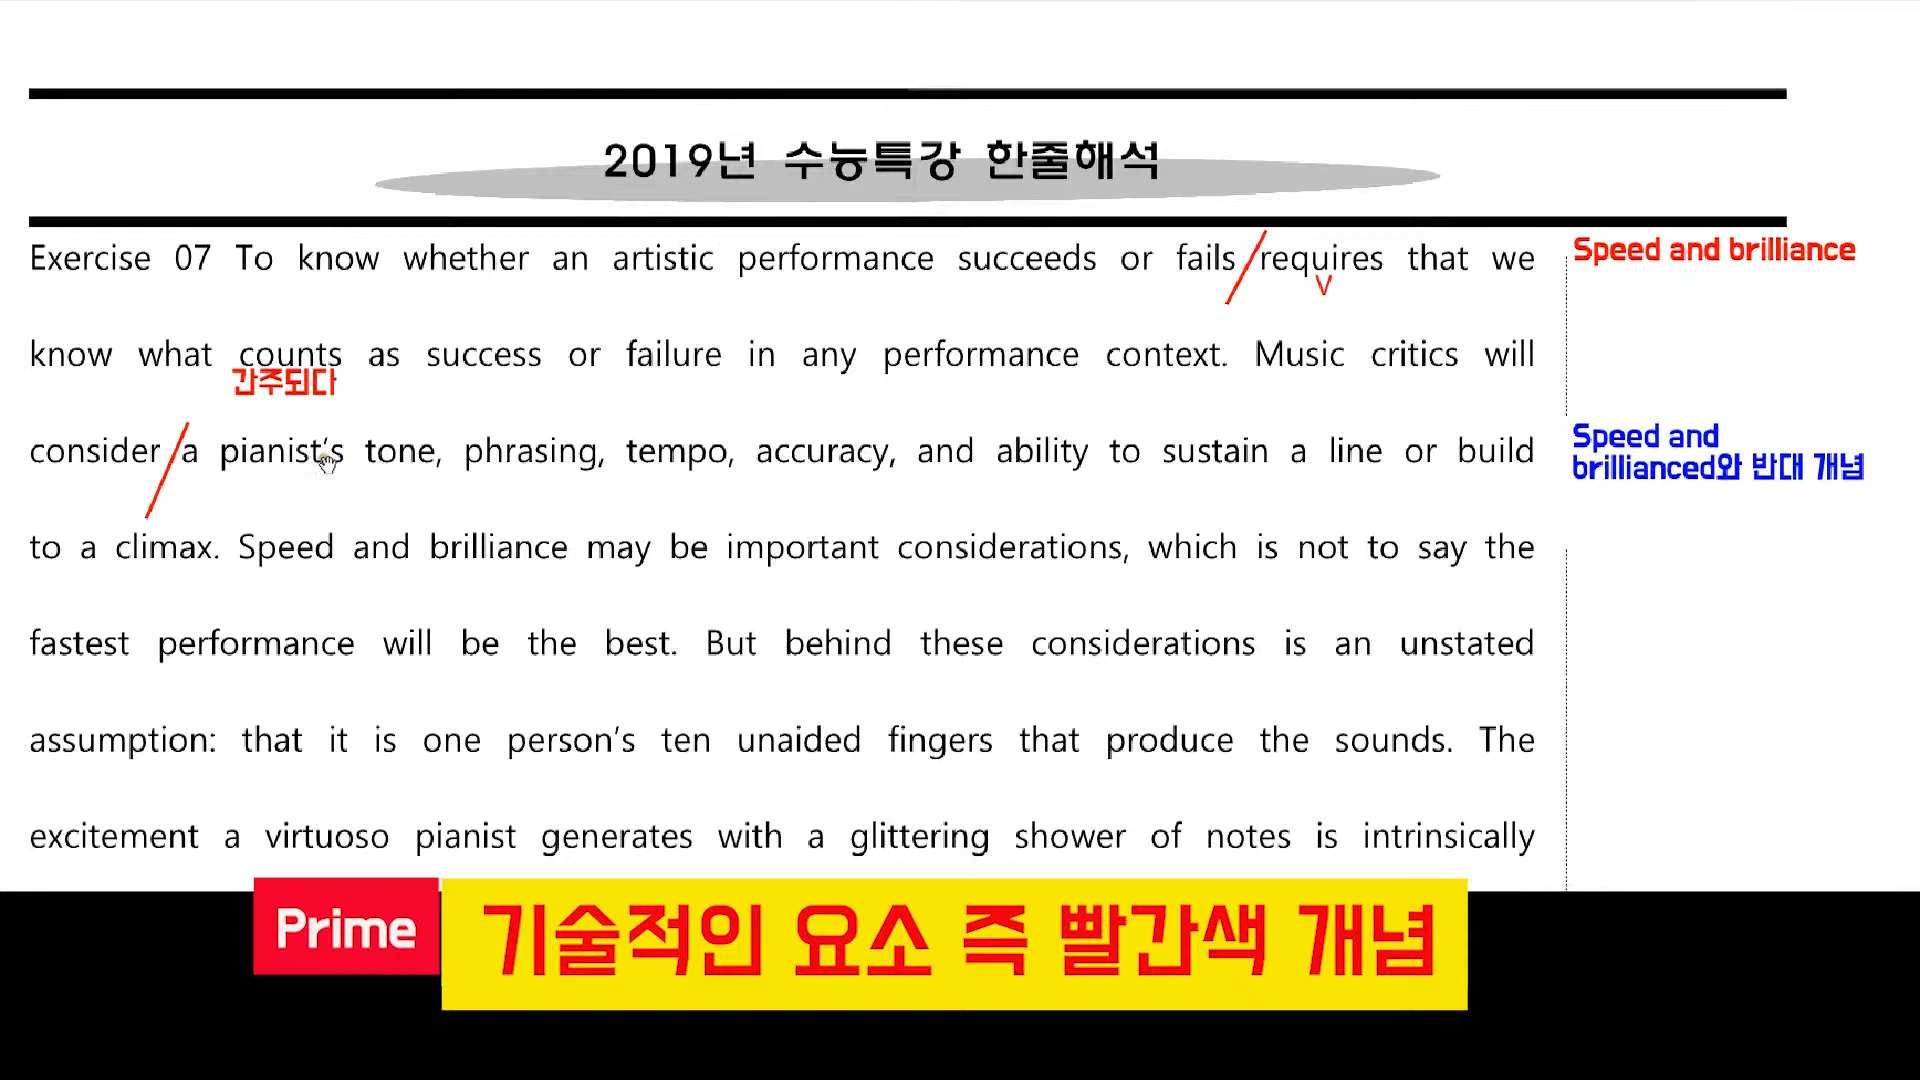 2019년 수능특강 한줄해석
Exercise 07 To know whether an artistic performance succeeds or fails requires that we
V
know what counts as success or failure in any performance context. Music critics will
간주되다
consider a pianist's tone, phrasing, tempo, accuracy, and ability to sustain a line or build
to a climax. Speed and brilliance may be important considerations, which is not to say the
fastest performance will be the best. But behind these considerations is an unstated
assumption: that it is one person's ten unaided fingers that produce the sounds. The
excitement a virtuoso pianist generates with a glittering shower of notes is intrinsically
Speed and brilliance
Speed and
brillianced와 반대 개념
Prime
기술적인 요소 즉 빨간색 개념